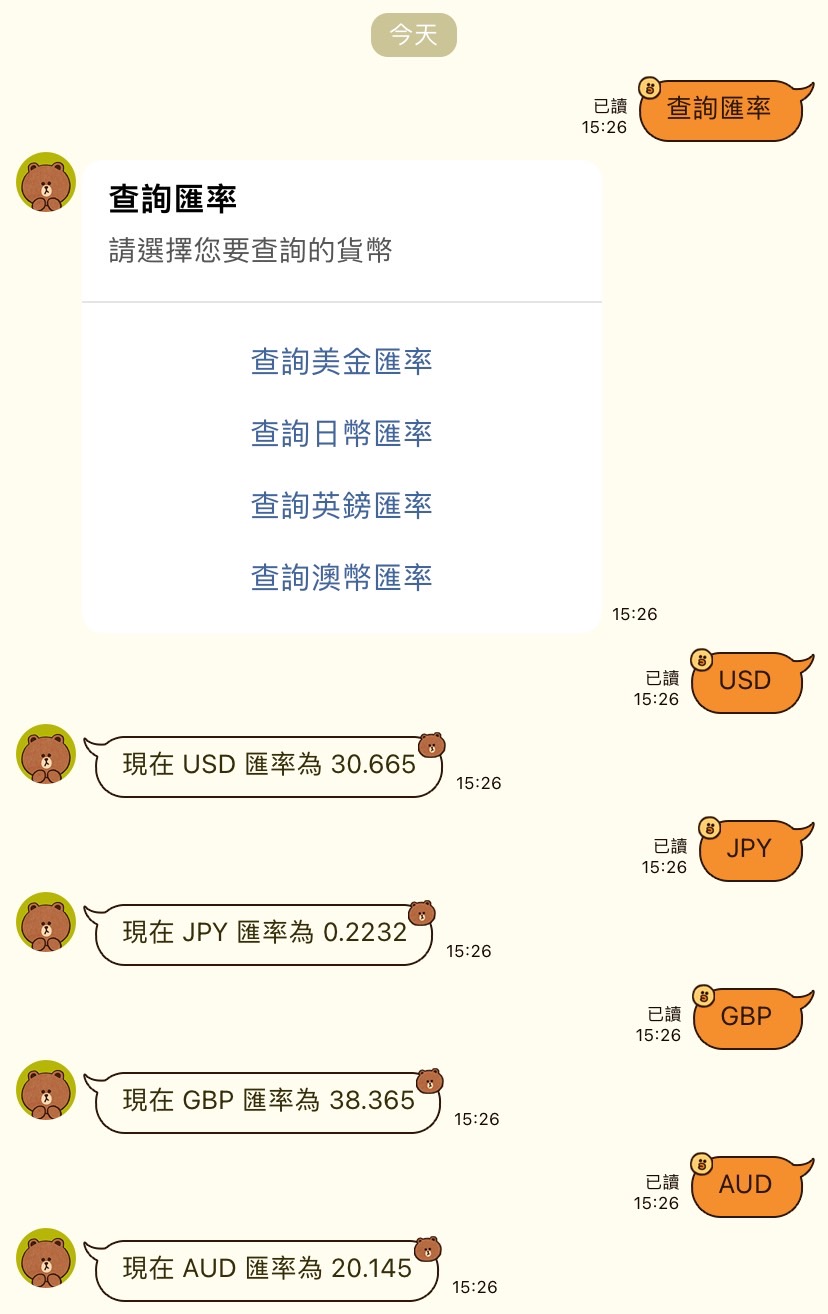 今天
查詢匯率
已讀
15:26
查詢匯率
請選擇您要查詢的貨幣
查詢美金匯率
查詢日幣匯率
查詢英鎊匯率
查詢澳幣匯率
15:26
USD
已讀
15:26
現在 USD 匯率為 30.665
15:26
JPY
已讀
15:26
現在 JPY 匯率為 0.2232
15:26
GBP
已讀
15:26
現在 GBP 匯率為 38.365
15:26
AUD
已讀
15:26
現在 AUD 匯率為 20.145
15:26